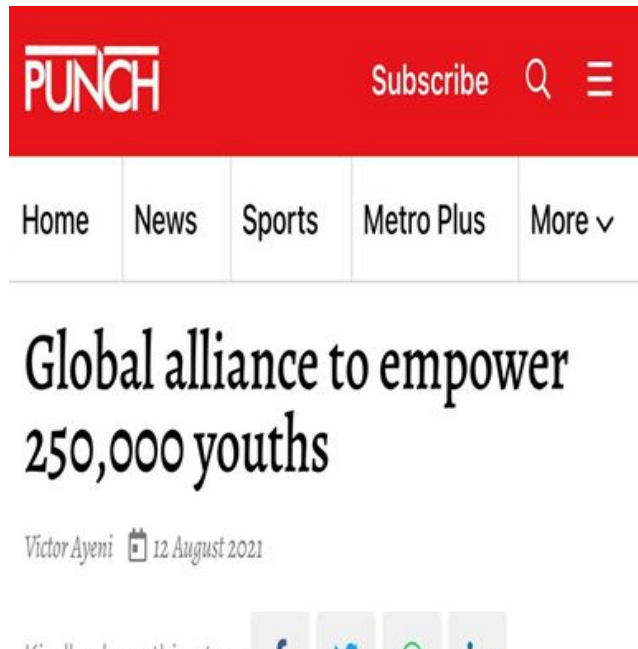 PUNCH
Subscribe
Home News Sports Metro Plus More
Global alliance to empower
250,000 youths
Victor Ayeni 12 August 2021